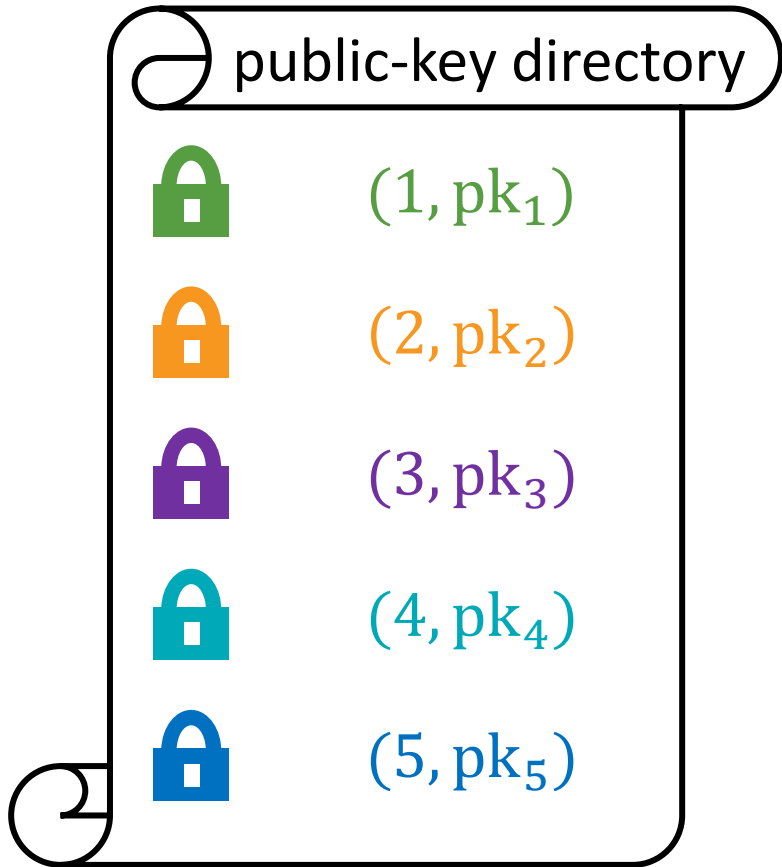 public-key directory
(1, pk₁)
(2, pk₂)
(3, pk₃)
(4, pk₄)
(5, pk₅)